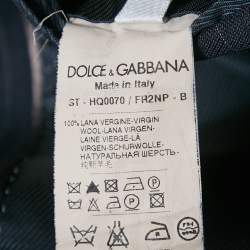 DOLCE & GABBANA
Made in Italy
ST - HQ0070 / FR2NP - B
100% LANA VERGINE-VIRGIN
WOOL-LANA VIRGEN-
LAINE VIERGE-LA
VIRGEN-SCHURWOLLE-
НАТУРАЛЬНАЯ ШЕРСТЬ-